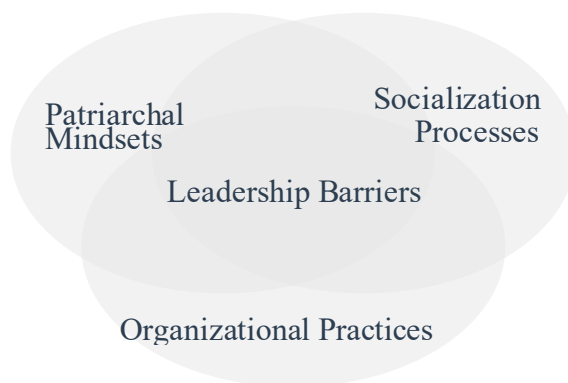 Patriarchal
Mindsets
Socialization
Processes
Leadership Barriers
Organizational Practices